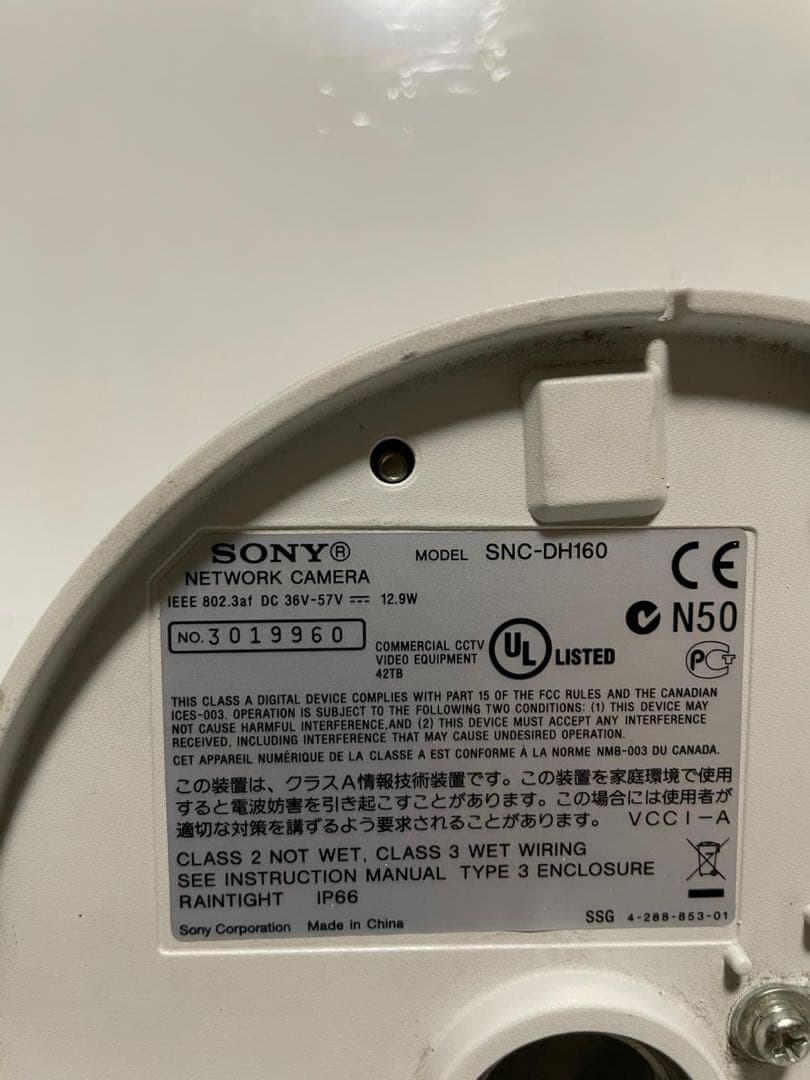 SONY®
MODEL SNC-DH160
NETWORK CAMERA
CE
IEEE 802.3af DC 36V-57V 12.9W
N50
NO. 3019960
COMMERCIAL CCTV
VIDEO EQUIPMENT
42TB
UL LISTED
THIS CLASS A DIGITAL DEVICE COMPLIES WITH PART 15 OF THE FCC RULES AND THE CANADIAN
ICES-003. OPERATION IS SUBJECT TO THE FOLLOWING TWO CONDITIONS: (1) THIS DEVICE MAY
NOT CAUSE HARMFUL INTERFERENCE,AND (2) THIS DEVICE MUST ACCEPT ANY INTERFERENCE
RECEIVED, INCLUDING INTERFERENCE THAT MAY CAUSE UNDESIRED OPERATION.
CET APPAREIL NUMÉRIQUE DE LA CLASSE A EST CONFORME À LA NORME NMB-003 DU CANADA.
この装置は、クラスA情報技術装置です。この装置を家庭環境で使用
すると電波妨害を引き起こすことがあります。この場合には使用者が
適切な対策を講ずるよう要求されることがあります。 VCCI-A
CLASS 2 NOT WET, CLASS 3 WET WIRING
SEE INSTRUCTION MANUAL TYPE 3 ENCLOSURE
RAINTIGHT IP66
Sony Corporation Made in China
SSG 4-288-853-01